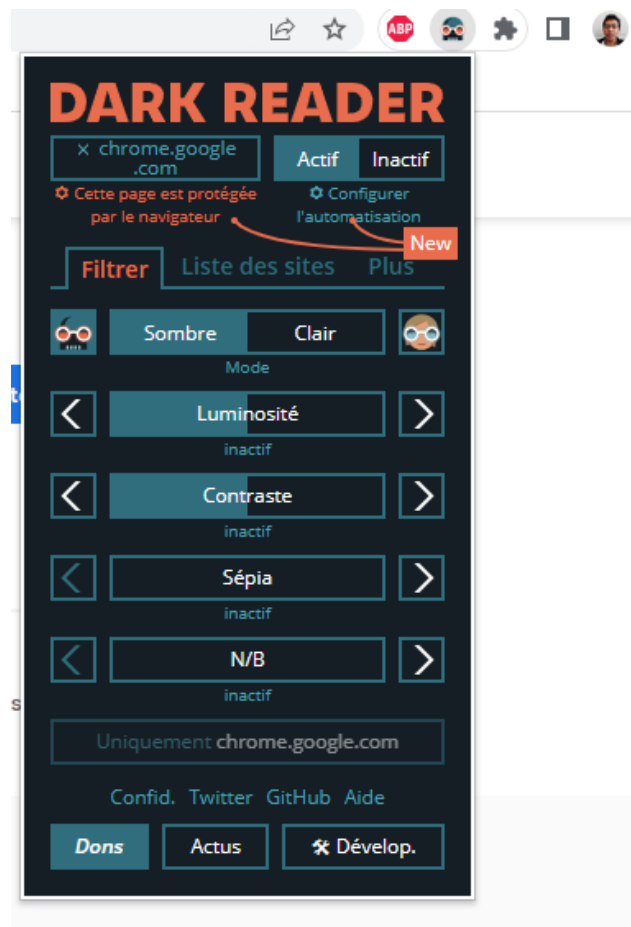 ABP
DARK READER
× chrome.google
.com
Actif Inactif
Cette page est protégée
par le navigateur
Configurer
l'automatisation
New
Filtrer Liste des sites Plus
Sombre Clair
Mode
Luminosité
inactif
Contraste
inactif
Sépia
inactif
N/B
inactif
Uniquement chrome.google.com
Confid. Twitter GitHub Aide
Dons Actus 🛠 Dévelop.